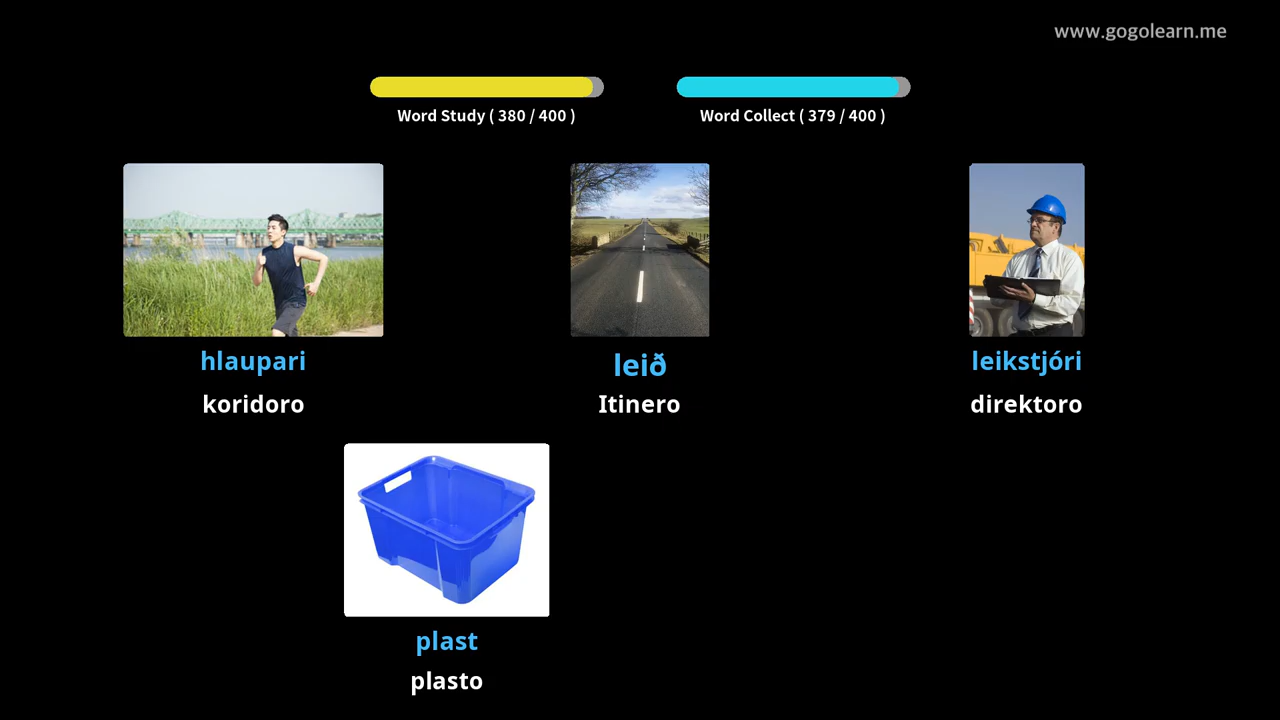 www.gogolearn.me
Word Study ( 380 / 400 )
Word Collect ( 379 / 400 )
hlaupari
leið
leikstjóri
koridoro
Itinero
direktoro
plast
plasto